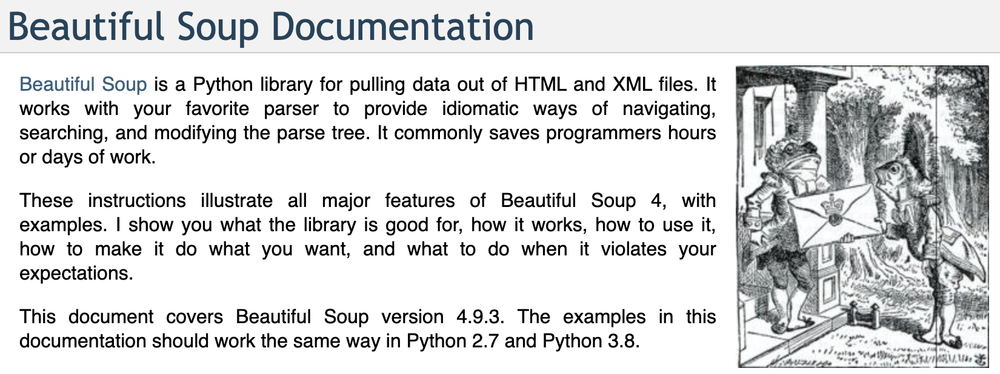 Beautiful Soup Documentation
Beautiful Soup is a Python library for pulling data out of HTML and XML files. It
works with your favorite parser to provide idiomatic ways of navigating,
searching, and modifying the parse tree. It commonly saves programmers hours
or days of work.
These instructions illustrate all major features of Beautiful Soup 4, with
examples. I show you what the library is good for, how it works, how to use it,
how to make it do what you want, and what to do when it violates your
expectations.
This document covers Beautiful Soup version 4.9.3. The examples in this
documentation should work the same way in Python 2.7 and Python 3.8.